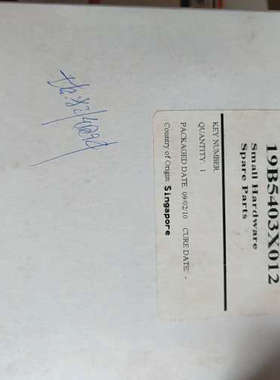 19B5403X012
Small Hardware
Spare Parts
KEY NUMBER
QUANTITY 1
PACKAGED DATE 09/02/10 CURE DATE: -
Country of Origin Singapore